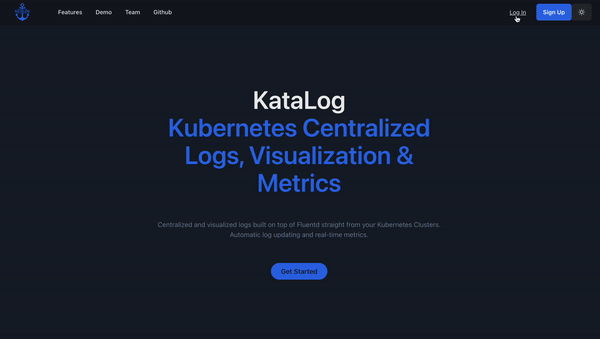 Features Demo Team Github Log In Sign Up
KataLog
Kubernetes Centralized
Logs, Visualization &
Metrics
Centralized and visualized logs built on top of Fluentd straight from your Kubernetes Clusters.
Automatic log updating and real-time metrics.
Get Started